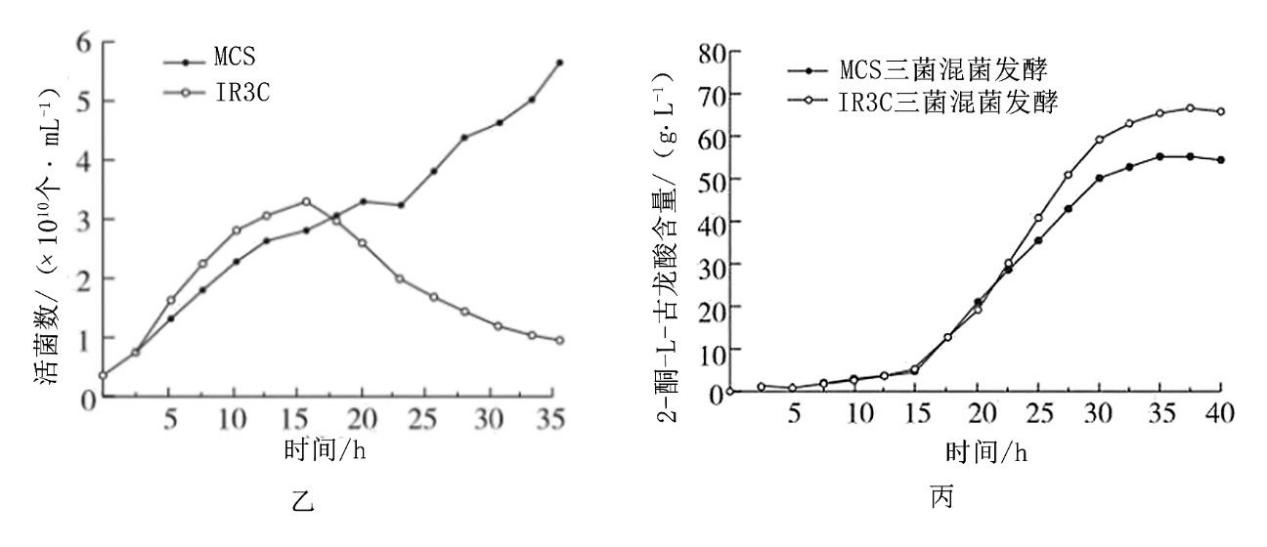 MCS
IR3C
活菌数/(×10¹⁰个·mL⁻¹)
6
5
4
3
2
1
0
5 10 15 20 25 30 35
时间/h
乙
MCS三菌混菌发酵
IR3C三菌混菌发酵
2-酮-L-古龙酸含量/(g·L⁻¹)
80
70
60
50
40
30
20
10
0
5 10 15 20 25 30 35 40
时间/h
丙